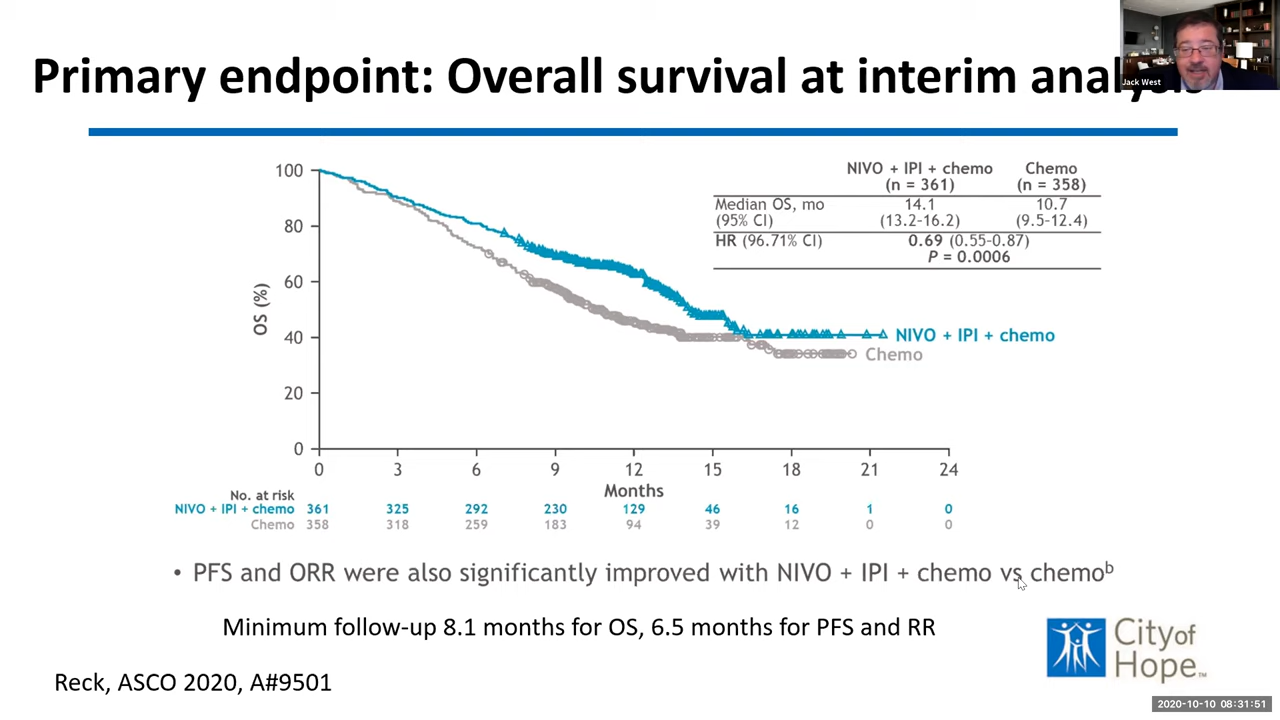 Primary endpoint: Overall survival at interim analysis
Jack West
NIVO + IPI + chemo Chemo
(n = 361) (n = 358)
Median OS, mo 14.1 10.7
(95% CI) (13.2-16.2) (9.5-12.4)
HR (96.71% CI) 0.69 (0.55-0.87)
P = 0.0006
100
80
60
40
20
0
OS (%)
NIVO + IPI + chemo
Chemo
0 3 6 9 12 15 18 21 24
Months
No. at risk
NIVO + IPI + chemo 361 325 292 230 129 46 16 1 0
Chemo 358 318 259 183 94 39 12 0 0
• PFS and ORR were also significantly improved with NIVO + IPI + chemo vs chemoᵇ
Minimum follow-up 8.1 months for OS, 6.5 months for PFS and RR
City of
Hope™
Reck, ASCO 2020, A#9501
2020-10-10 08:31:51